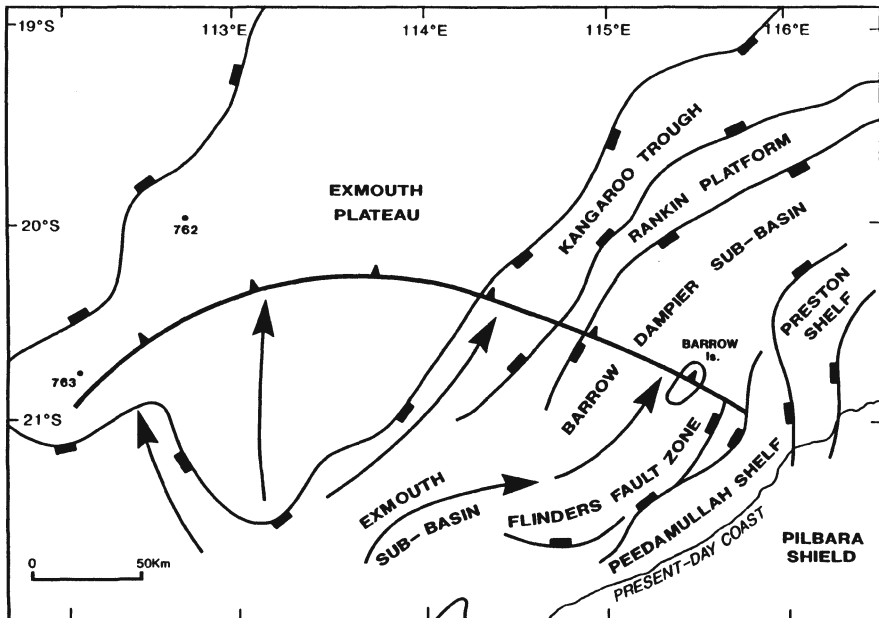 19°S
113°E
114°E
115°E
116°E
KANGAROO TROUGH
RANKIN PLATFORM
EXMOUTH
PLATEAU
762
20°S
DAMPIER SUB-BASIN
PRESTON
SHELF
BARROW
Is.
763
BARROW
21°S
EXMOUTH
SUB-BASIN
FLINDERS FAULT ZONE
PEEDAMULLAH SHELF
PRESENT-DAY COAST
PILBARA
SHIELD
0
50Km